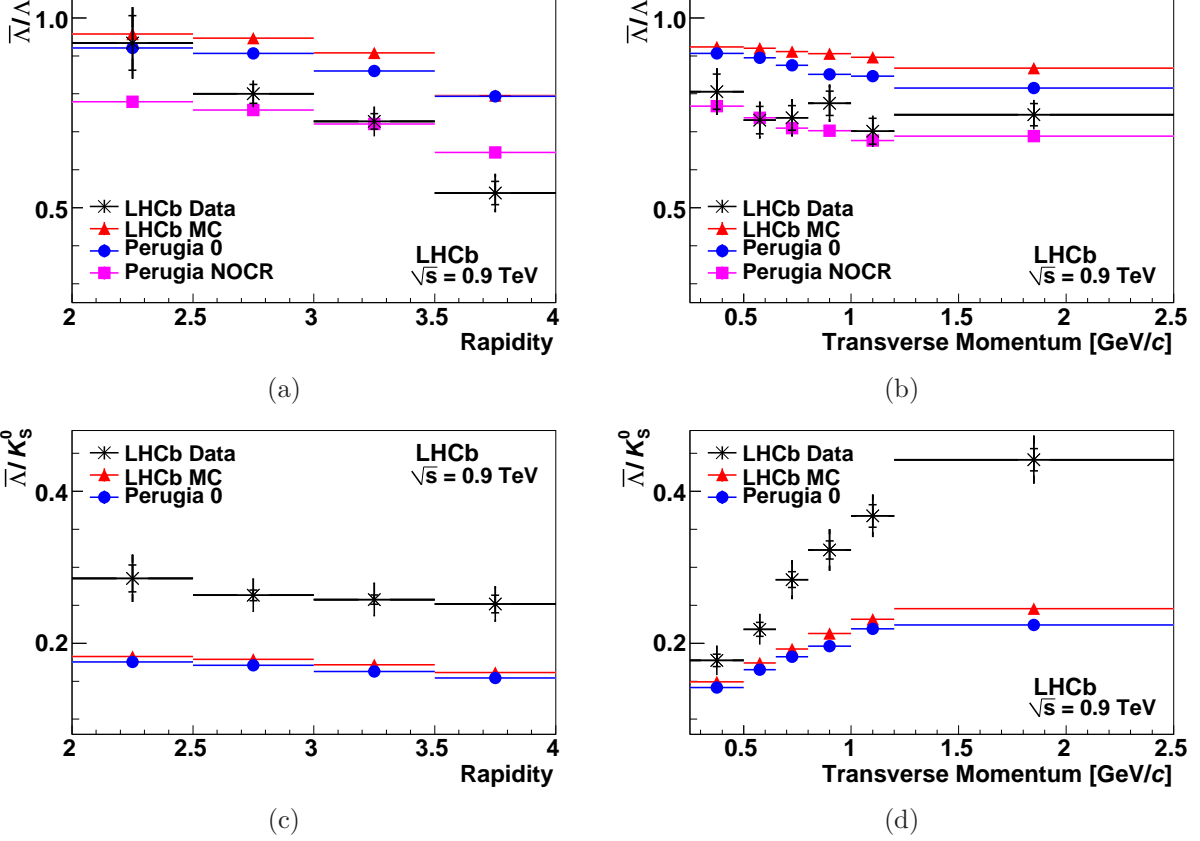 Λ̅/Λ
1.0
0.5
LHCb Data
LHCb MC
Perugia 0
Perugia NOCR
LHCb
√s = 0.9 TeV
2 2.5 3 3.5 4
Rapidity
(a)
Λ̅/Λ
1.0
0.5
LHCb Data
LHCb MC
Perugia 0
Perugia NOCR
LHCb
√s = 0.9 TeV
0.5 1 1.5 2 2.5
Transverse Momentum [GeV/c]
(b)
Λ̅/K⁰S
0.4
0.2
LHCb Data
LHCb MC
Perugia 0
LHCb
√s = 0.9 TeV
2 2.5 3 3.5 4
Rapidity
(c)
Λ̅/K⁰S
0.4
0.2
LHCb Data
LHCb MC
Perugia 0
LHCb
√s = 0.9 TeV
0.5 1 1.5 2 2.5
Transverse Momentum [GeV/c]
(d)